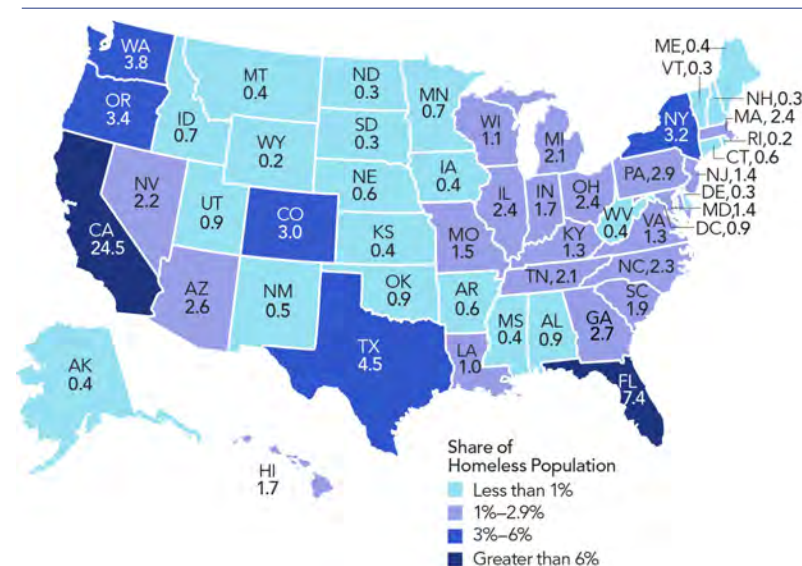 WA
3.8
OR
3.4
CA
24.5
NV
2.2
ID
0.7
MT
0.4
WY
0.2
UT
0.9
CO
3.0
AZ
2.6
NM
0.5
ND
0.3
SD
0.3
NE
0.6
KS
0.4
OK
0.9
TX
4.5
MN
0.7
IA
0.4
MO
1.5
AR
0.6
LA
1.0
WI
1.1
IL
2.4
MI
2.1
IN
1.7
OH
2.4
KY
1.3
TN, 2.1
MS
0.4
AL
0.9
GA
2.7
FL
7.4
SC
1.9
NC, 2.3
VA
1.3
WV
0.4
PA, 2.9
NY
3.2
ME, 0.4
VT, 0.3
NH, 0.3
MA, 2.4
RI, 0.2
CT, 0.6
NJ, 1.4
DE, 0.3
MD, 1.4
DC, 0.9
AK
0.4
HI
1.7
Share of
Homeless Population
Less than 1%
1%–2.9%
3%–6%
Greater than 6%